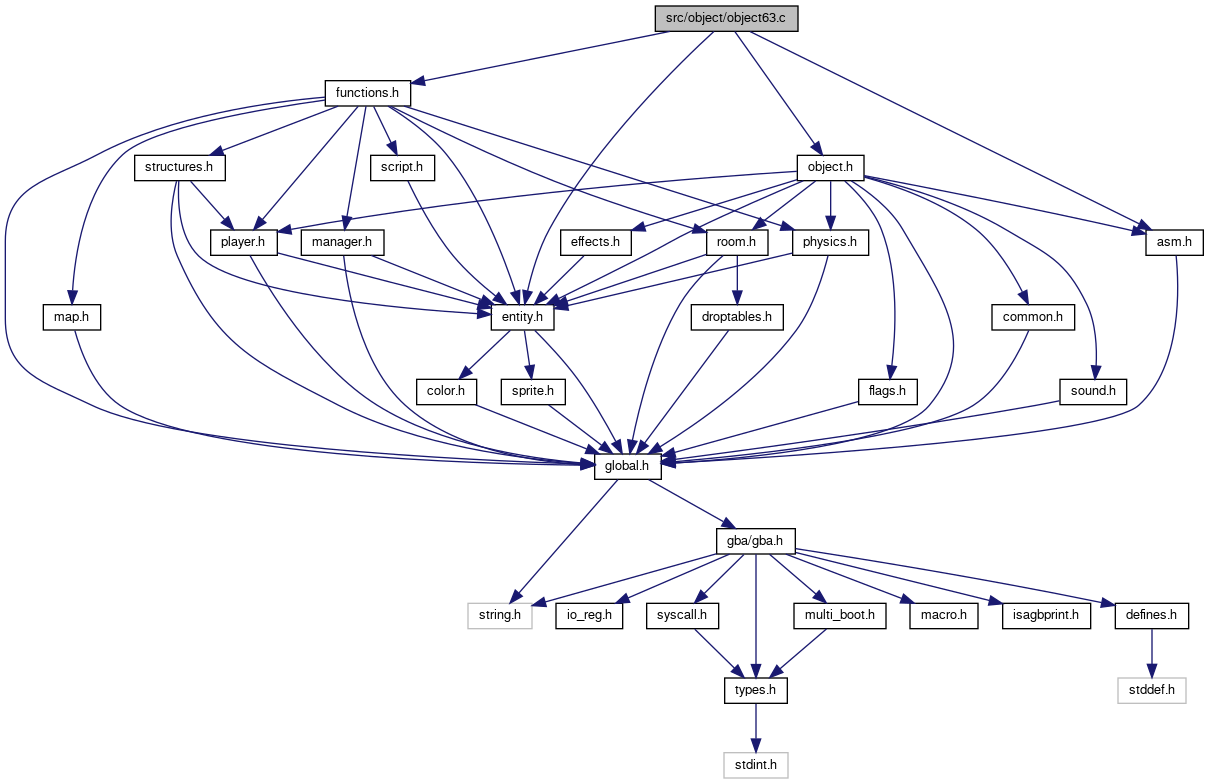 src/object/object63.c
functions.h
structures.h
script.h
object.h
player.h
manager.h
effects.h
room.h
physics.h
asm.h
map.h
entity.h
droptables.h
common.h
color.h
sprite.h
flags.h
sound.h
global.h
gba/gba.h
string.h
io_reg.h
syscall.h
multi_boot.h
macro.h
isagbprint.h
defines.h
types.h
stddef.h
stdint.h